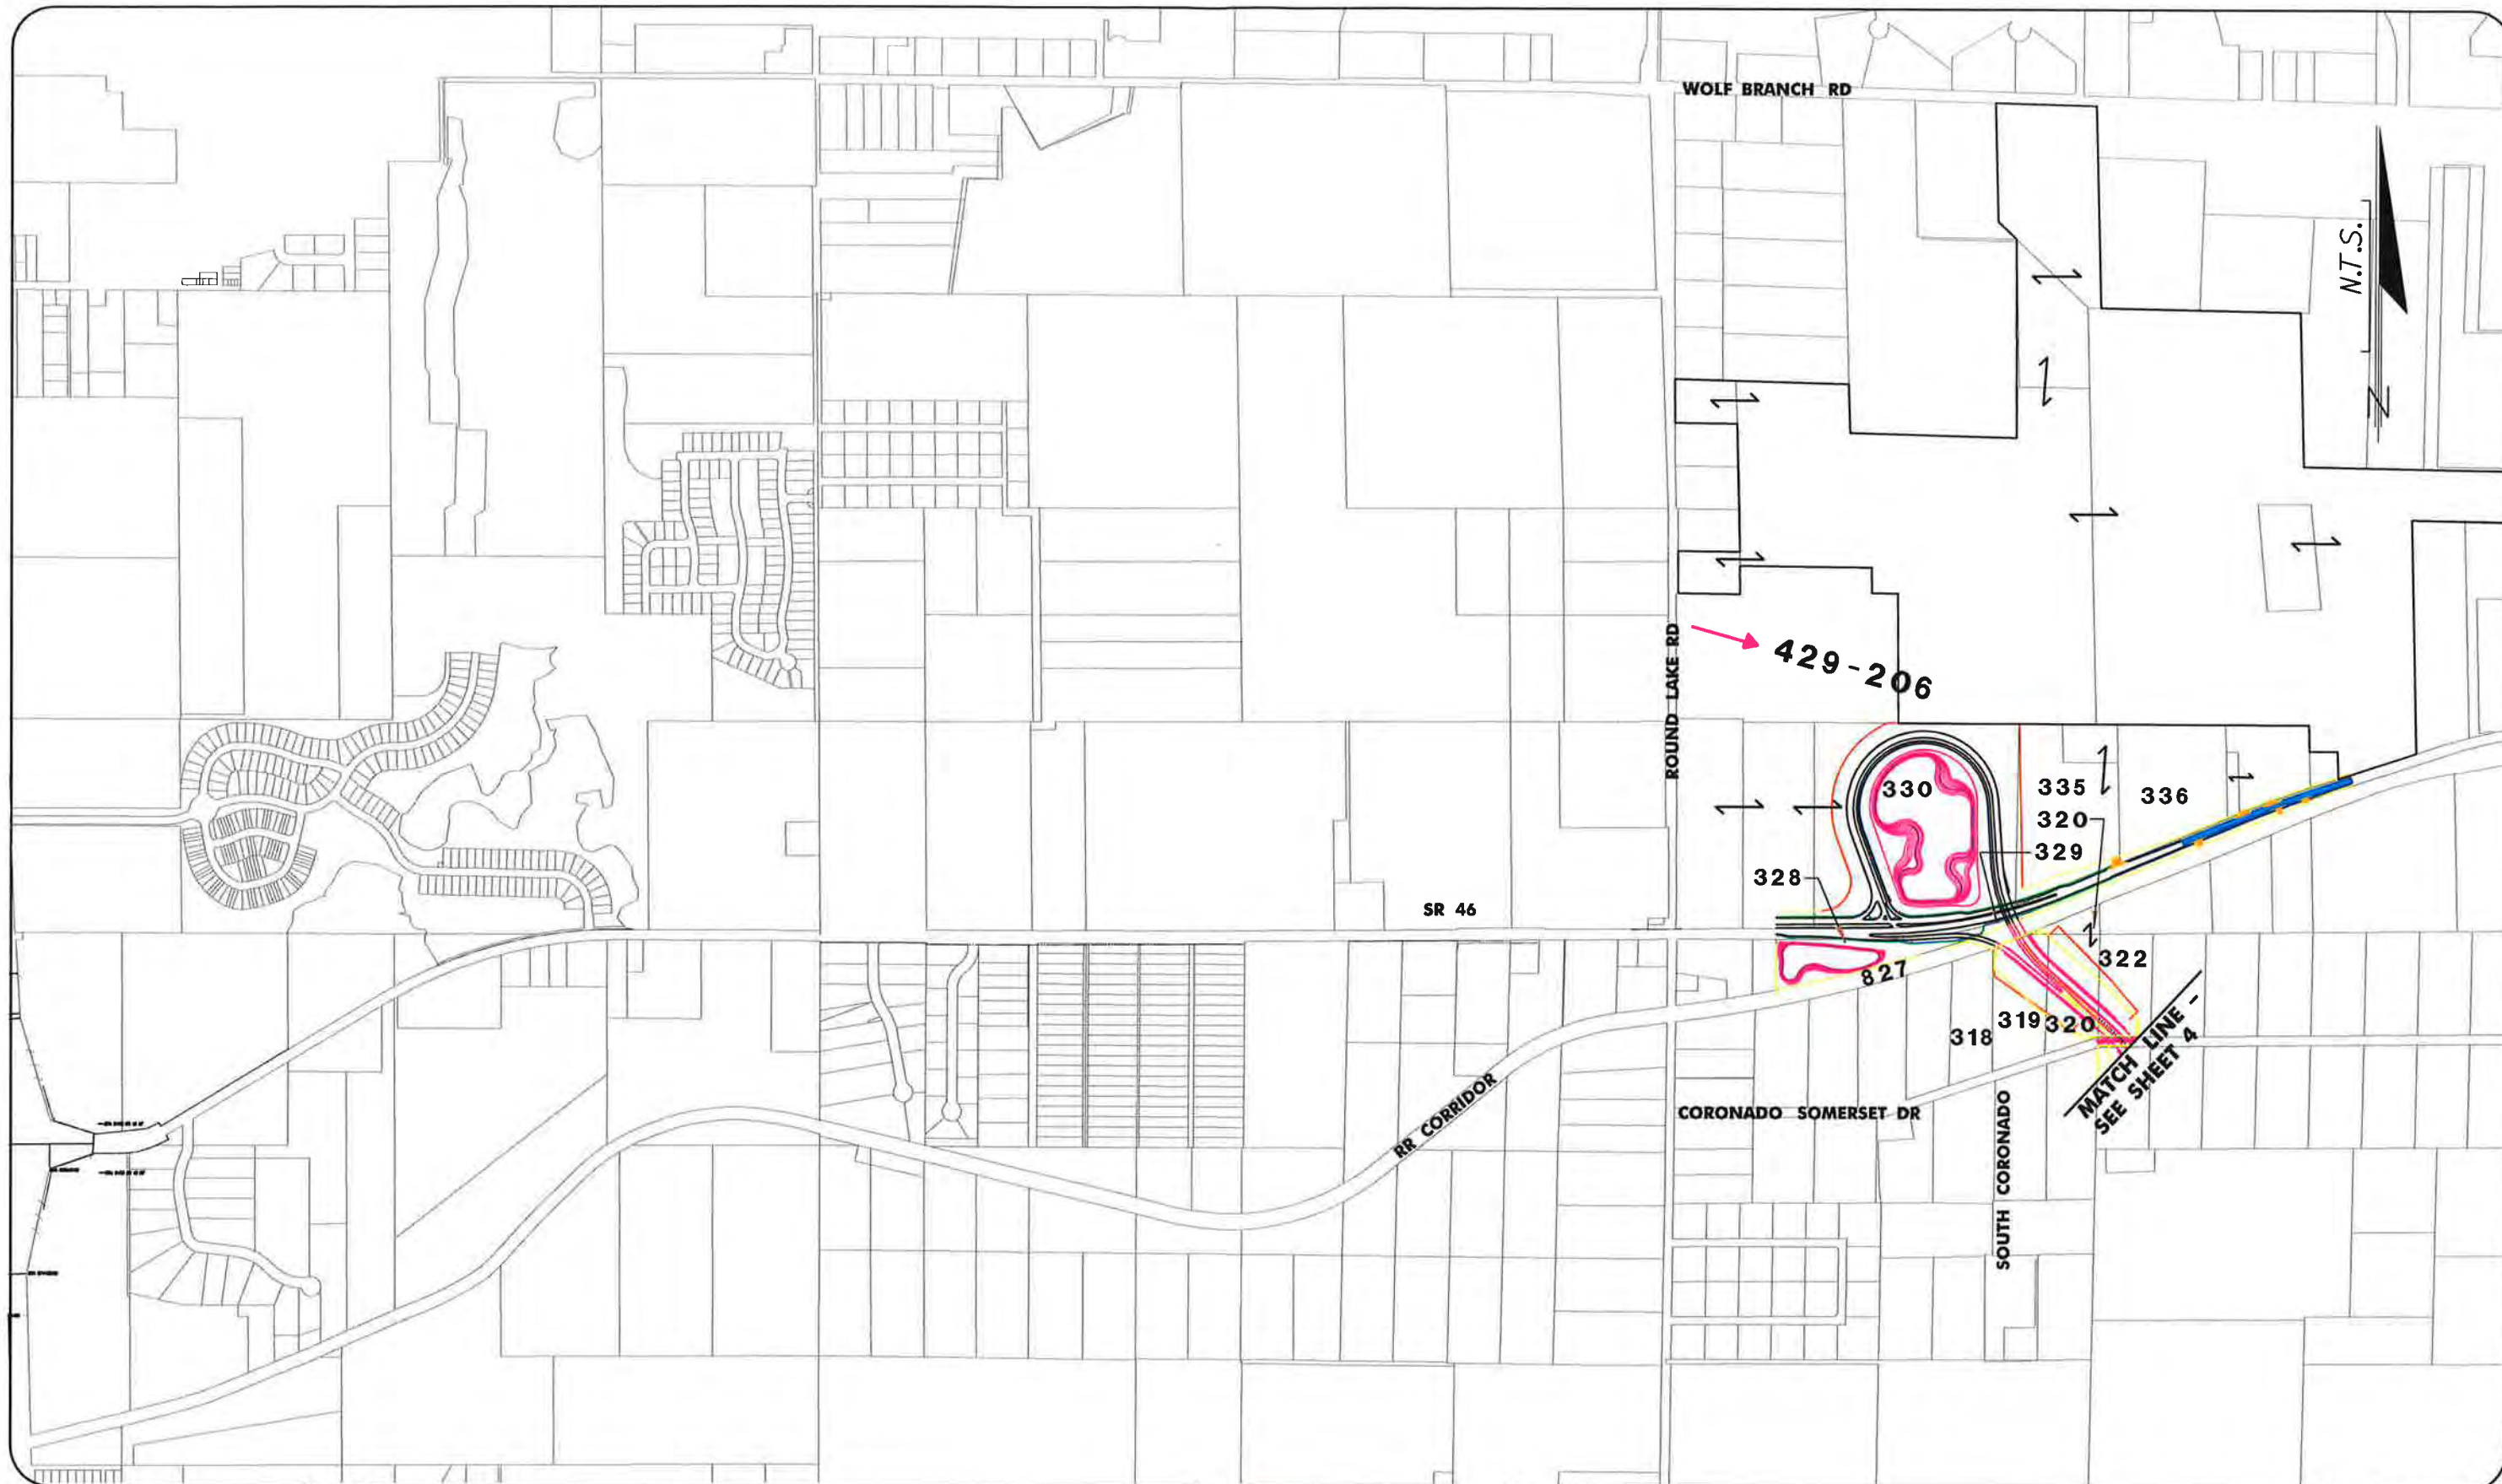 WOLF BRANCH RD
N.T.S.
N
ROUND LAKE RD
429-206
330
335
336
320
329
328
SR 46
827
322
318
319
320
MATCH LINE -
SEE SHEET 4
RR CORRIDOR
CORONADO SOMERSET DR
SOUTH CORONADO